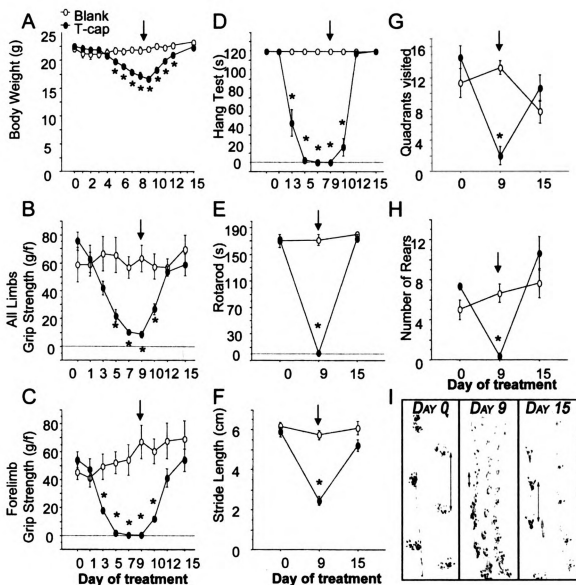 A
Blank
T-cap
Body Weight (g)
25
20
15
10
5
0
0 2 3 4 6 8 9 10 12 15
B
All Limbs
Grip Strength (g/f)
80
60
40
20
0
0 1 3 5 7 9 10 12 15
C
Forelimb
Grip Strength (g/f)
80
60
40
20
0
0 1 3 5 7 9 10 12 15
Day of treatment
D
Hang Test (s)
120
100
80
60
40
20
0
0 1 3 5 7 9 10 12 15
E
Rotarod (s)
190
150
110
70
30
0
0 9 15
F
Stride Length (cm)
6
4
2
0
0 9 15
Day of treatment
G
Quadrants visited
16
12
8
4
0
0 9 15
H
Number of Rears
12
8
4
0
0 9 15
Day of treatment
I
DAY 0 DAY 9 DAY 15